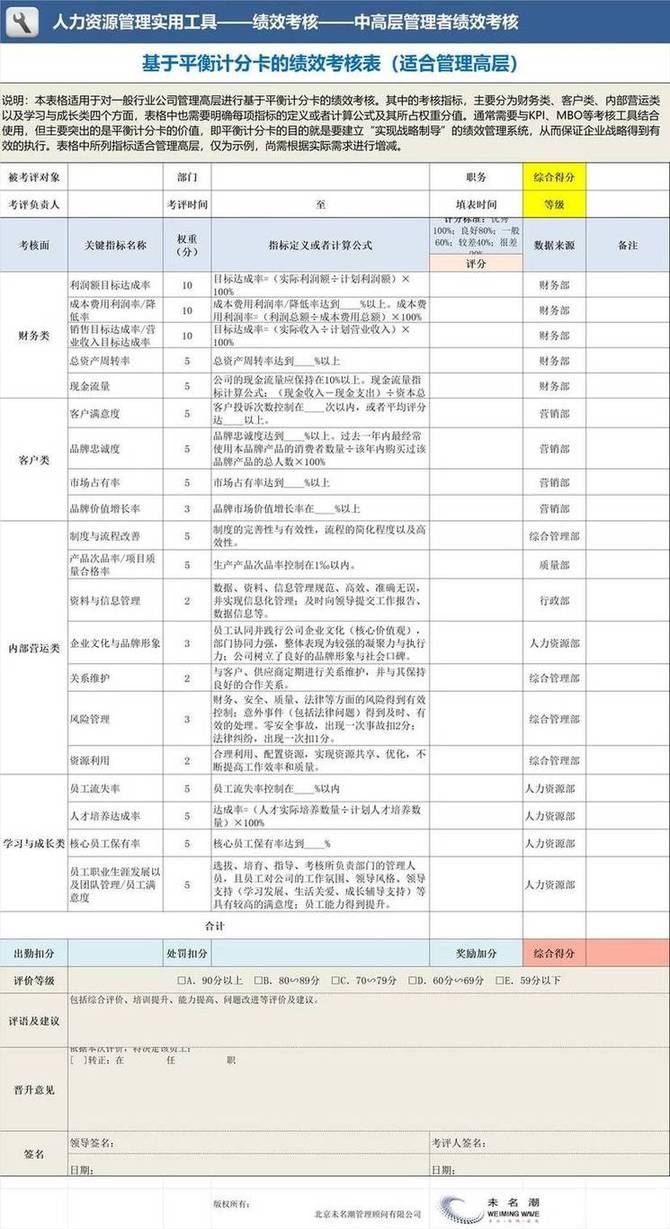 人力资源管理实用工具——绩效考核——中高层管理者绩效考核
基于平衡计分卡的绩效考核表（适合管理高层）
说明：本表格适用于对一般行业公司管理高层进行基于平衡计分卡的绩效考核。其中的考核指标，主要分为财务类、客户类、内部营运类
以及学习与成长类四个方面，表格中也需要明确每项指标的定义或者计算公式及其所占权重分值。通常需要与KPI、MBO等考核工具结合
使用，但主要突出的是平衡计分卡的价值，即平衡计分卡的目的就是要建立“实现战略制导”的绩效管理系统，从而保证企业战略得到有
效的执行。表格中所列指标适合管理高层，仅为示例，尚需根据实际需求进行增减。
被考评对象 部门 职务 综合得分
考评负责人 考评时间 至 填表时间 等级
考核面 关键指标名称 权重（分） 指标定义或者计算公式 评分标准：优秀100%；良好80%；一般60%；较差40%；很差 评分 数据来源 备注
财务类
利润额目标达成率 10 目标达成率=（实际利润额÷计划利润额）×
100% 财务部
成本费用利润率/降
低率 10 成本费用利润率/降低率达到____%以上。成本费
用利润率=（利润总额÷成本费用总额）×100% 财务部
销售目标达成率/营
业收入目标达成率 10 目标达成率=（实际收入÷计划营业收入）×
100% 财务部
总资产周转率 5 总资产周转率达到____%以上 财务部
现金流量 5 公司的现金流量应保持在10%以上。现金流量指
标计算公式：（现金收入－现金支出）÷资本总 财务部
客户类
客户满意度 5 客户投诉次数控制在____次以内，或者平均评分
达____以上。 营销部
品牌忠诚度 5 品牌忠诚度达到____%以上。过去一年内最经常
使用本品牌产品的消费者数量÷该年内购买过该
品牌产品的总人数×100% 营销部
市场占有率 5 市场占有率达到____%以上 营销部
品牌价值增长率 3 品牌市场价值增长率在____%以上 营销部
内部营运类
制度与流程改善 5 制度的完善性与有效性，流程的简化程度以及高
效性。 综合管理部
产品次品率/项目质
量合格率 5 生产产品次品率控制在1‰以内。 质量部
资料与信息管理 2 数据、资料、信息管理规范、高效、准确无误，
并实现信息化管理；及时向领导提交工作报告、
数据信息等。 行政部
企业文化与品牌形象 3 员工认同并践行公司企业文化（核心价值观），
部门协同力强，整体表现为较强的凝聚力与执行
力；公司树立了良好的品牌形象与社会口碑。 人力资源部
关系维护 2 与客户、供应商定期进行关系维护，并与其保持
良好的合作关系。 综合管理部
风险管理 3 财务、安全、质量、法律等方面的风险得到有效
控制；意外事件（包括法律问题）得到及时、有
效的处理。零安全事故，出现一次事故扣2分；
法律纠纷，出现一次扣1分。 综合管理部
资源利用 2 合理利用、配置资源，实现资源共享、优化，不
断提高工作效率和质量。 综合管理部
学习与成长类
员工流失率 5 员工流失率控制在____%以内 人力资源部
人才培养达成率 5 达成率=（人才实际培养数量÷计划人才培养数
量）×100% 人力资源部
核心员工保有率 5 核心员工保有率达到____% 人力资源部
员工职业生涯发展以
及团队管理/员工满
意度 5 选拔、培育、指导、考核所负责部门的管理人
员，且员工对公司的工作氛围、领导风格、领导
支持（学习发展、生活关爱、成长辅导支持）等
具有较高的满意度；员工能力得到提升。 人力资源部
合计
出勤扣分 处罚扣分 奖励加分 综合得分
评价等级 □A. 90分以上 □B. 80∽89分 □C. 70∽79分 □D. 60分∽69分 □E. 59分以下
评语及建议 包括综合评价、培训提升、能力提高、问题改进等评价及建议。
晋升意见
依据本次评价，特决定该员工：
[ ]转正：在 任 职
签名 领导签名： 考评人签名：
日期： 日期：
版权所有： 北京未名潮管理顾问有限公司
未名潮
WEIMING WAVE